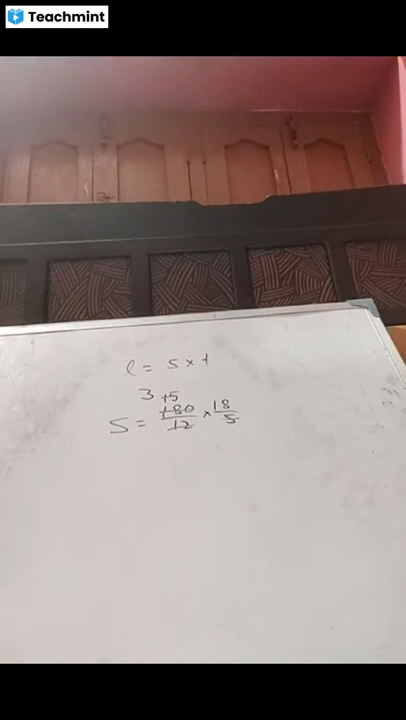 Teachmint
l = s x t
3 15
S = 180/12 x 18/5